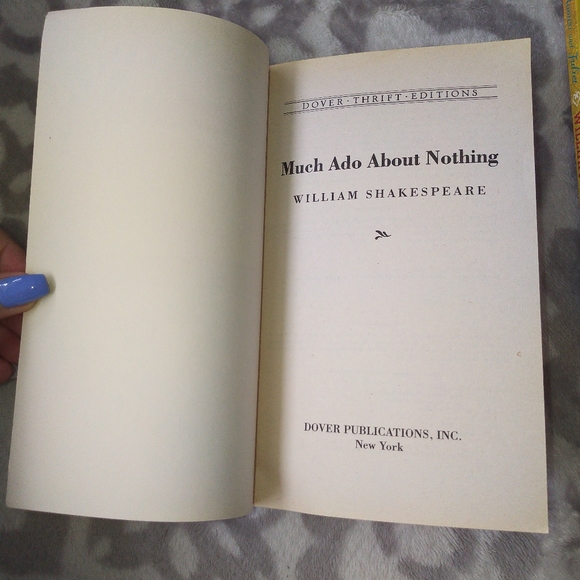 DOVER · THRIFT · EDITIONS
Much Ado About Nothing
WILLIAM SHAKESPEARE
DOVER PUBLICATIONS, INC.
New York